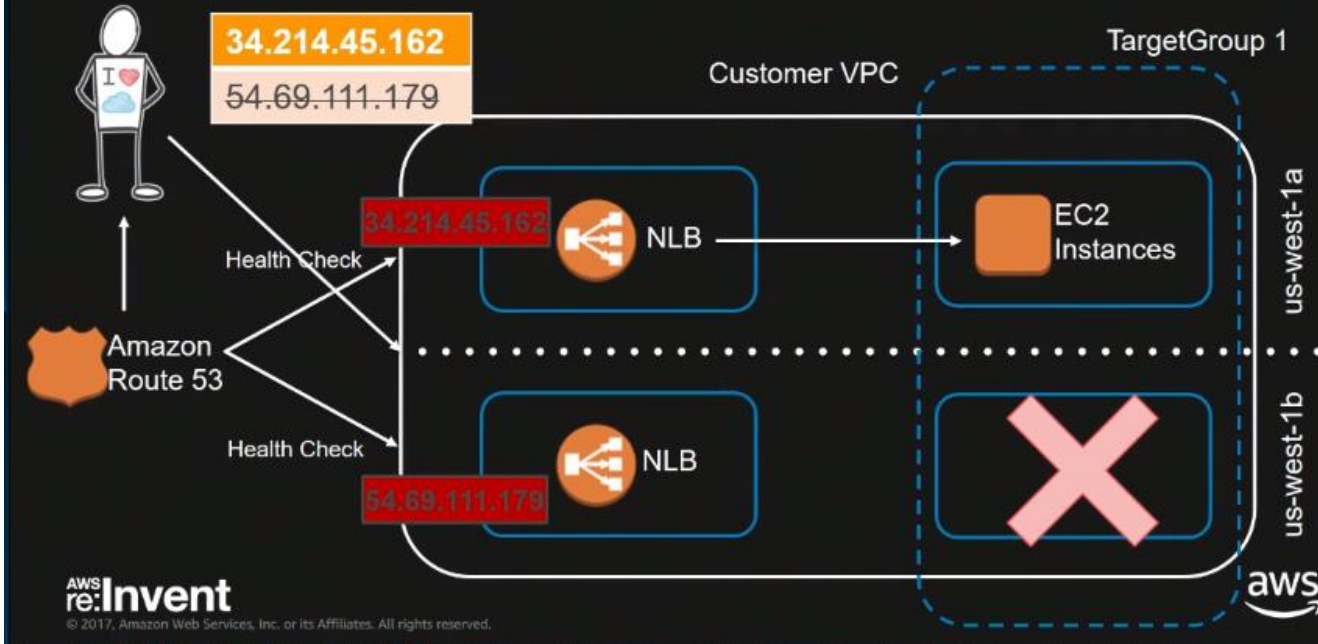 34.214.45.162
54.69.111.179
TargetGroup 1
Customer VPC
I
34.214.45.162
NLB
EC2
Instances
us-west-1a
Health Check
Amazon
Route 53
Health Check
NLB
54.69.111.179
us-west-1b
AWS
re:Invent
© 2017, Amazon Web Services, Inc. or its Affiliates. All rights reserved.
aws